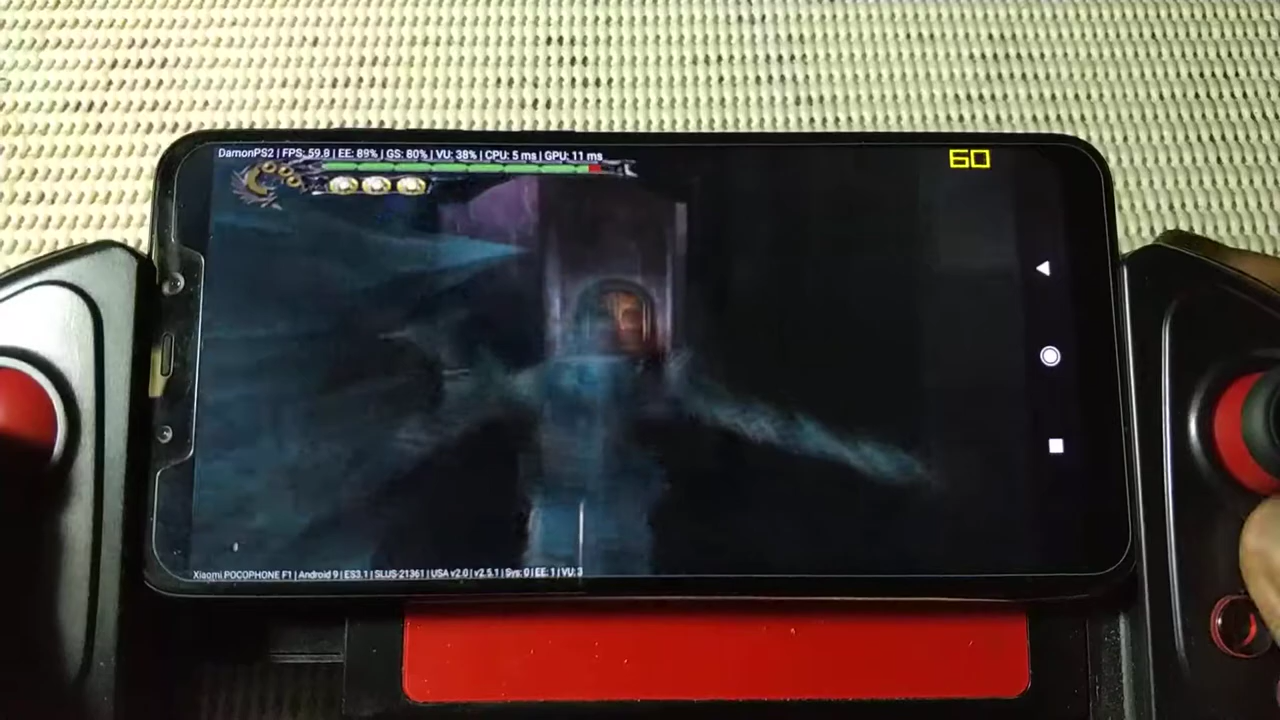 DamonPS2 | FPS: 59.8 | EE: 89% | GS: 80% | VU: 38% | CPU: 5 ms | GPU: 11 ms
60
Xiaomi POCOPHONE F1 | Android 9 | ES3.1 | SLUS-21361 | USA v2.0 | v2.5.1 | Sys: 0 | EE: 1 | VU: 3